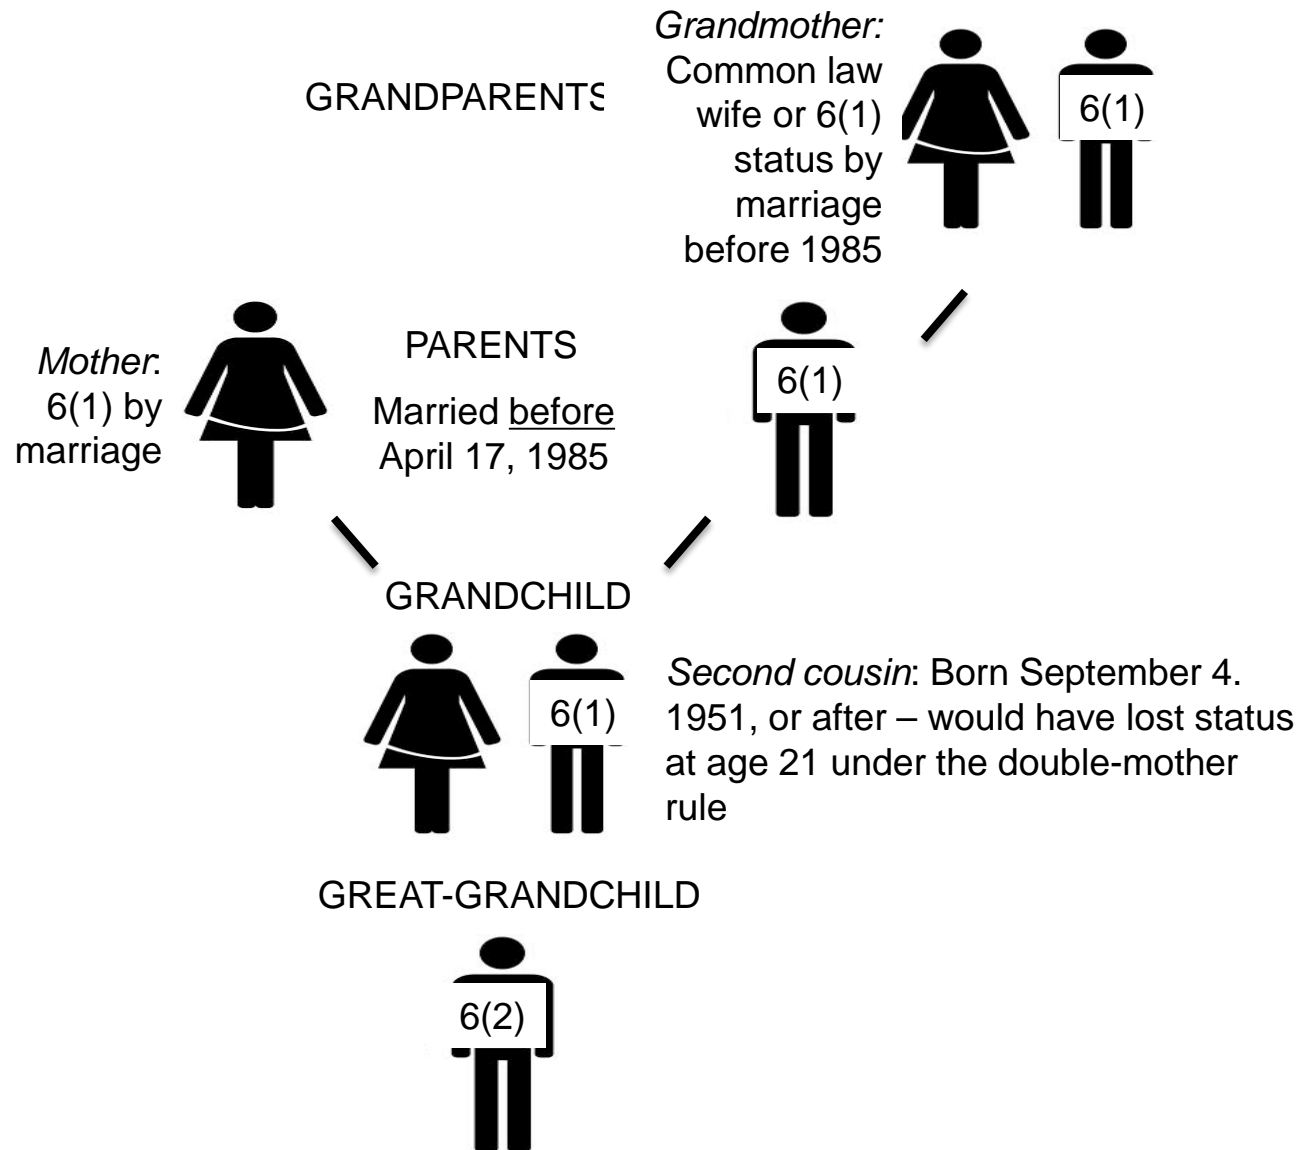 Grandmother:
Common law
wife or 6(1)
status by
marriage
before 1985
6(1)
GRANDPARENTS
Mother:
6(1) by
marriage
PARENTS
Married before
April 17, 1985
6(1)
GRANDCHILD
6(1)
Second cousin: Born September 4.
1951, or after – would have lost status
at age 21 under the double-mother
rule
GREAT-GRANDCHILD
6(2)